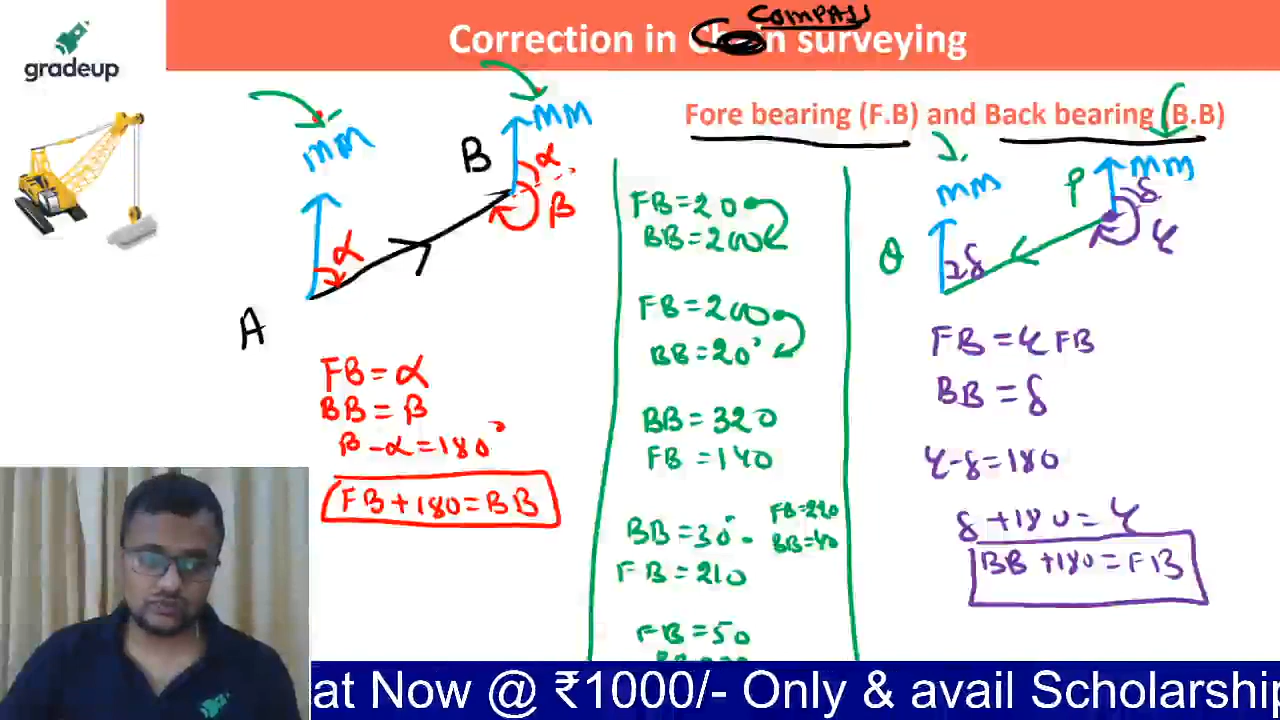 gradeup
Correction in Chain surveying
COMPASS
Fore bearing (F.B) and Back bearing (B.B)
MM
α
A
MM
B
α
β
FB = α
BB = β
β - α = 180°
FB + 180 = BB
FB = 20
BB = 200
FB = 200
BB = 20°
BB = 320
FB = 140
BB = 30°
FB = 210
FB = 220
BB = 40
FB = 50
MM
Q
δ
MM
P
δ
FB = FB
BB = δ
- δ = 180
δ + 180 =
BB + 180 = FB
at Now @ ₹1000/- Only & avail Scholarship